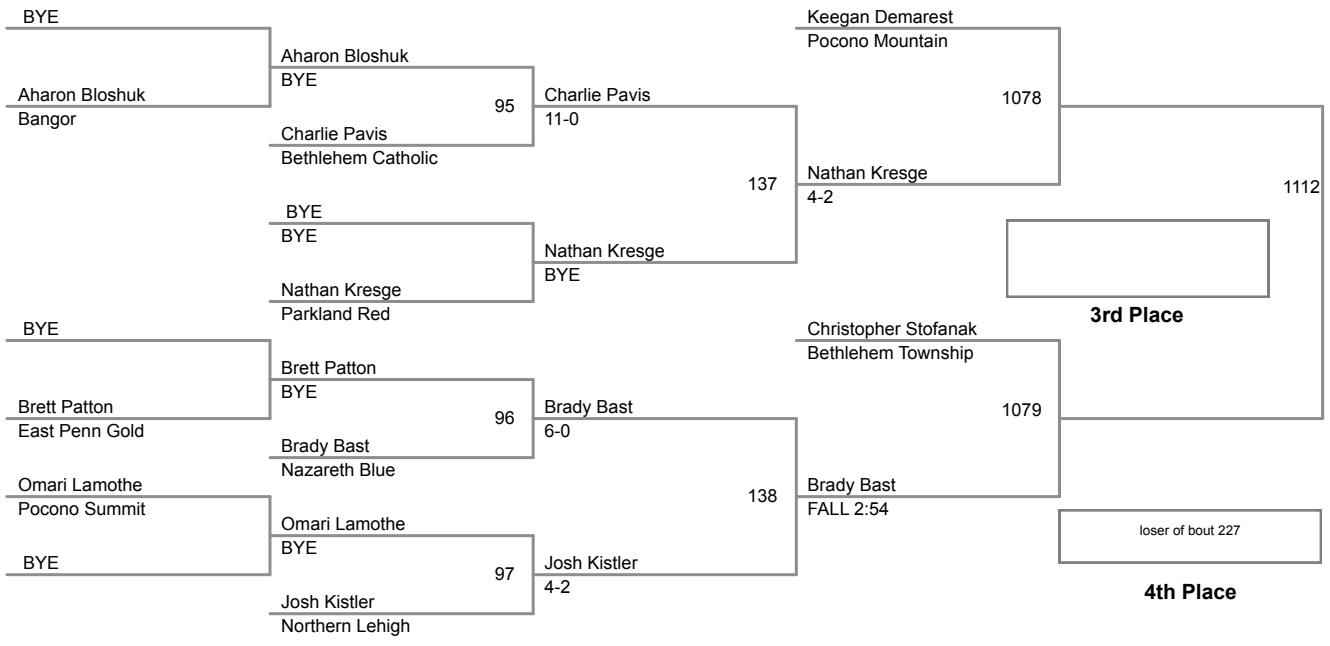 BYE
Aharon Bloshuk
Bangor
Aharon Bloshuk
BYE
95
Charlie Pavis
Bethlehem Catholic
Charlie Pavis
11-0
BYE
BYE
Nathan Kresge
Parkland Red
Nathan Kresge
BYE
137
Keegan Demarest
Pocono Mountain
1078
Nathan Kresge
4-2
1112
3rd Place
BYE
Brett Patton
East Penn Gold
Brett Patton
BYE
96
Brady Bast
Nazareth Blue
Brady Bast
6-0
Omari Lamothe
Pocono Summit
BYE
Omari Lamothe
BYE
97
Josh Kistler
Northern Lehigh
Josh Kistler
4-2
138
Christopher Stofanak
Bethlehem Township
1079
Brady Bast
FALL 2:54
loser of bout 227
4th Place